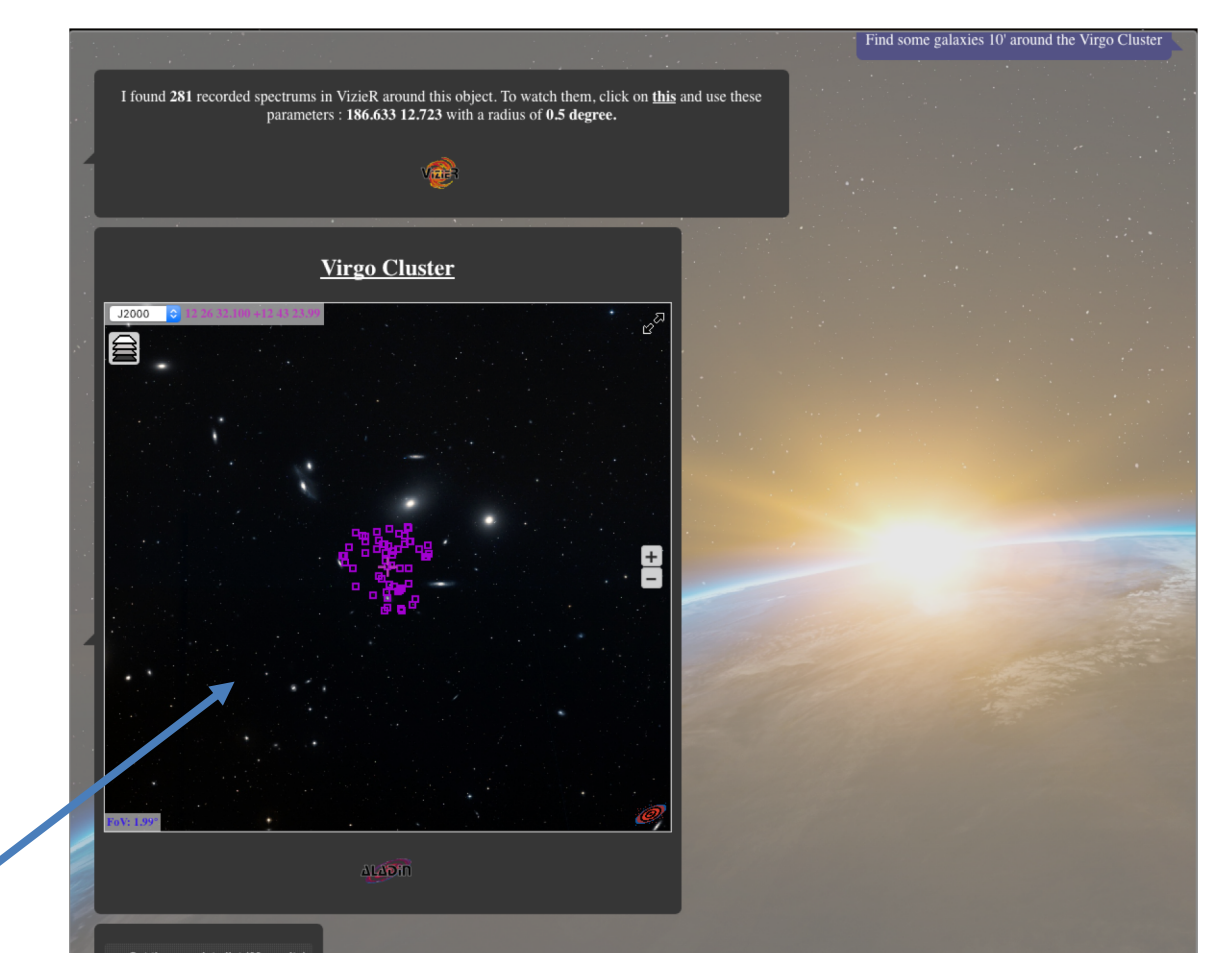 Find some galaxies 10' around the Virgo Cluster
I found 281 recorded spectrums in VizieR around this object. To watch them, click on this and use these
parameters : 186.633 12.723 with a radius of 0.5 degree.
VizieR
Virgo Cluster
J2000 12 26 32.100 +12 43 23.99
+
−
FoV: 1.99°
ALADiN